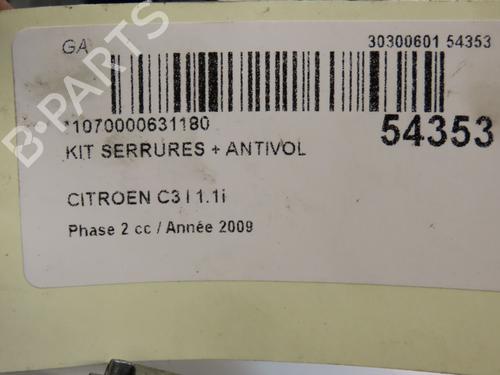 GA
30300601 54353
*1070000631180
54353
KIT SERRURES + ANTIVOL
CITROEN C3 I 1.1i
Phase 2 cc / Année 2009
B-PARTS